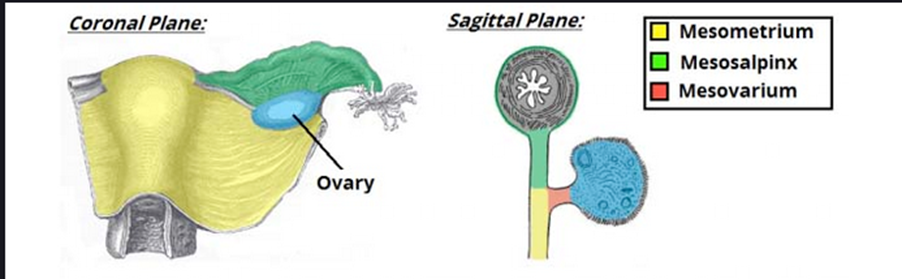 Coronal Plane:
Sagittal Plane:
Mesometrium
Mesosalpinx
Mesovarium
Ovary